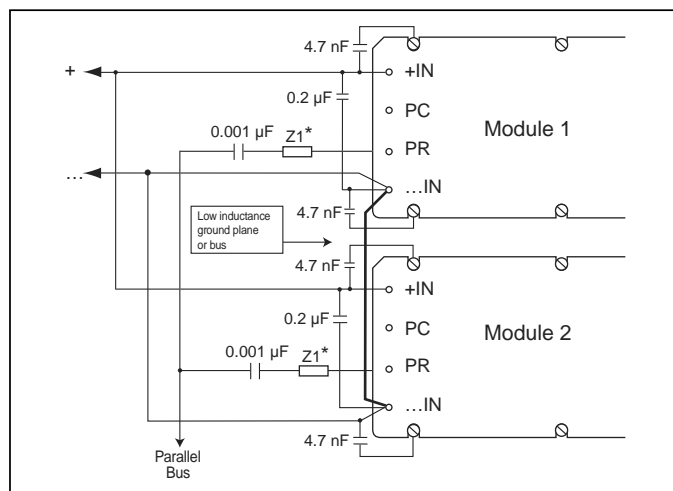 4.7 nF
+
+IN
0.2 µF
PC
Module 1
0.001 µF
Z1*
PR
...
...IN
4.7 nF
Low inductance
ground plane
or bus
4.7 nF
+IN
0.2 µF
PC
Module 2
0.001 µF
Z1*
PR
...IN
4.7 nF
Parallel
Bus